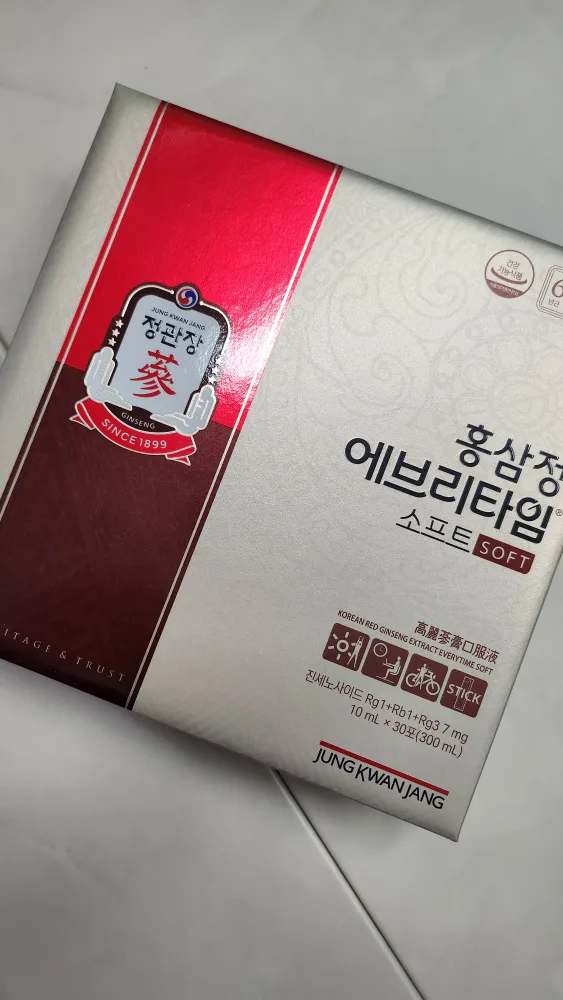 JUNG KWAN JANG
정관장
蔘
GINSENG
SINCE 1899
ITAGE & TRUST
건강
기능식품
6
년근
홍삼정
에브리타임®
소프트 SOFT
高麗蔘膏口服液
KOREAN RED GINSENG EXTRACT EVERYTIME SOFT
STICK
진세노사이드 Rg1+Rb1+Rg3 7 mg
10 mL × 30포(300 mL)
JUNG KWAN JANG